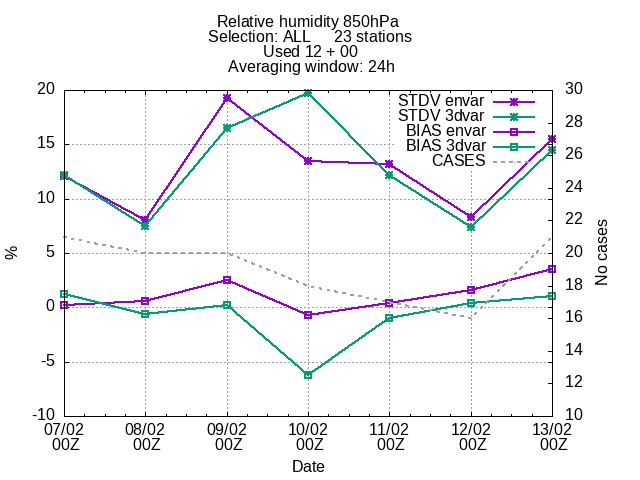 Relative humidity 850hPa
Selection: ALL 23 stations
Used 12 + 00
Averaging window: 24h
STDV envar
STDV 3dvar
BIAS envar
BIAS 3dvar
CASES
20
15
10
5
0
-5
-10
%
30
28
26
24
22
20
18
16
14
12
10
No cases
07/02 08/02 09/02 10/02 11/02 12/02 13/02
00Z 00Z 00Z 00Z 00Z 00Z 00Z
Date